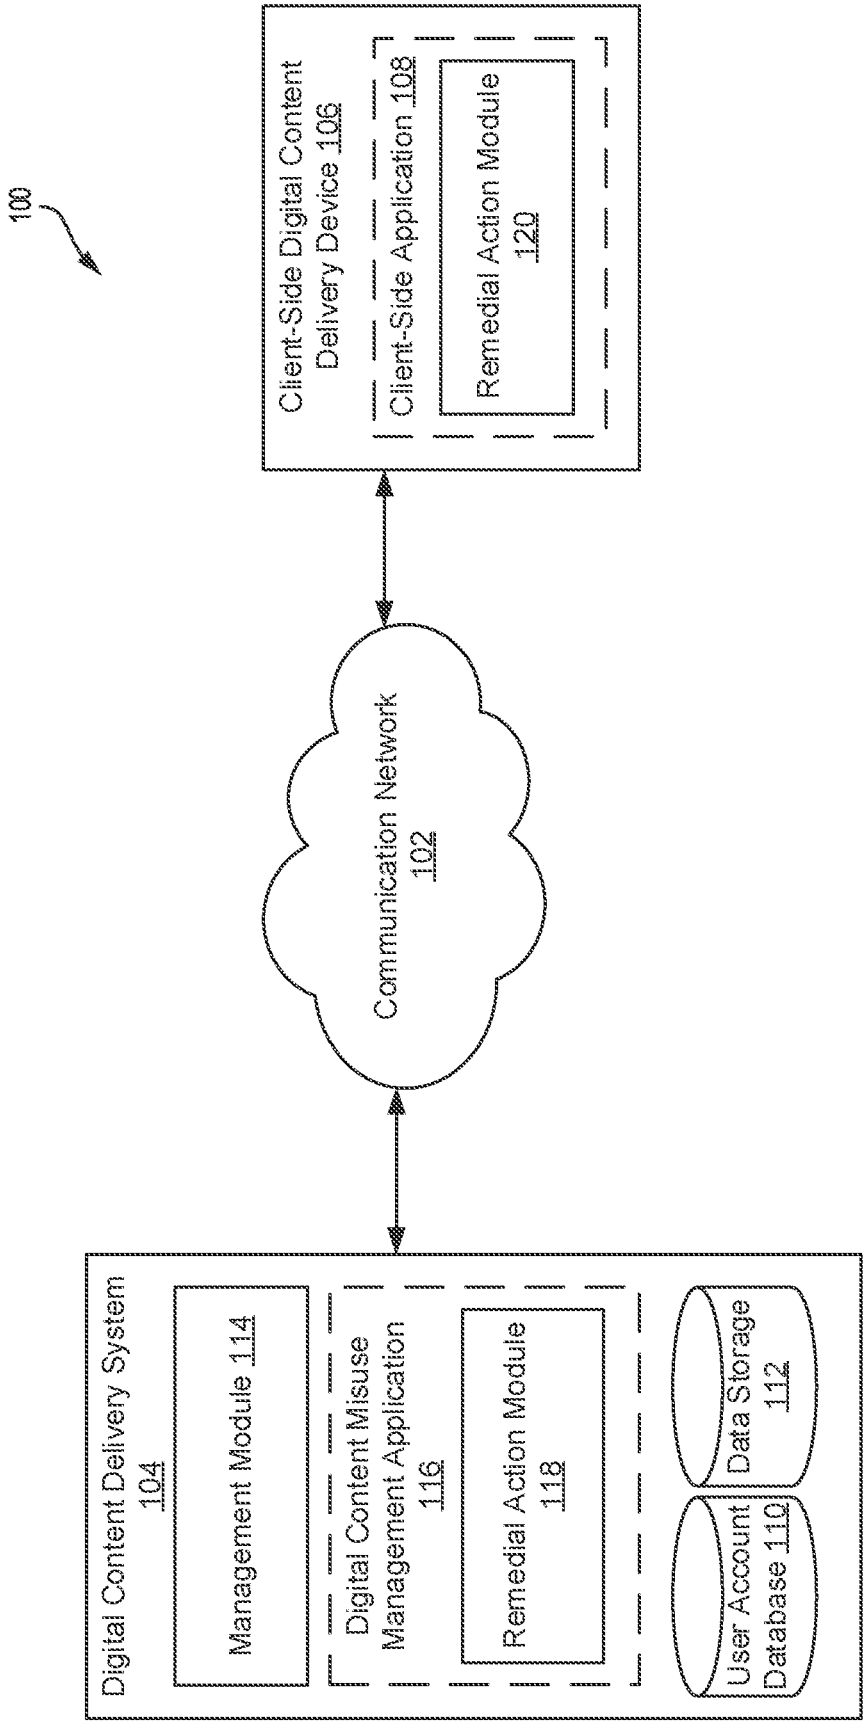 100
Digital Content Delivery System
104
Management Module 114
Digital Content Misuse
Management Application
116
Remedial Action Module
118
User Account
Database 110
Data Storage
112
Communication Network
102
Client-Side Digital Content
Delivery Device 106
Client-Side Application 108
Remedial Action Module
120